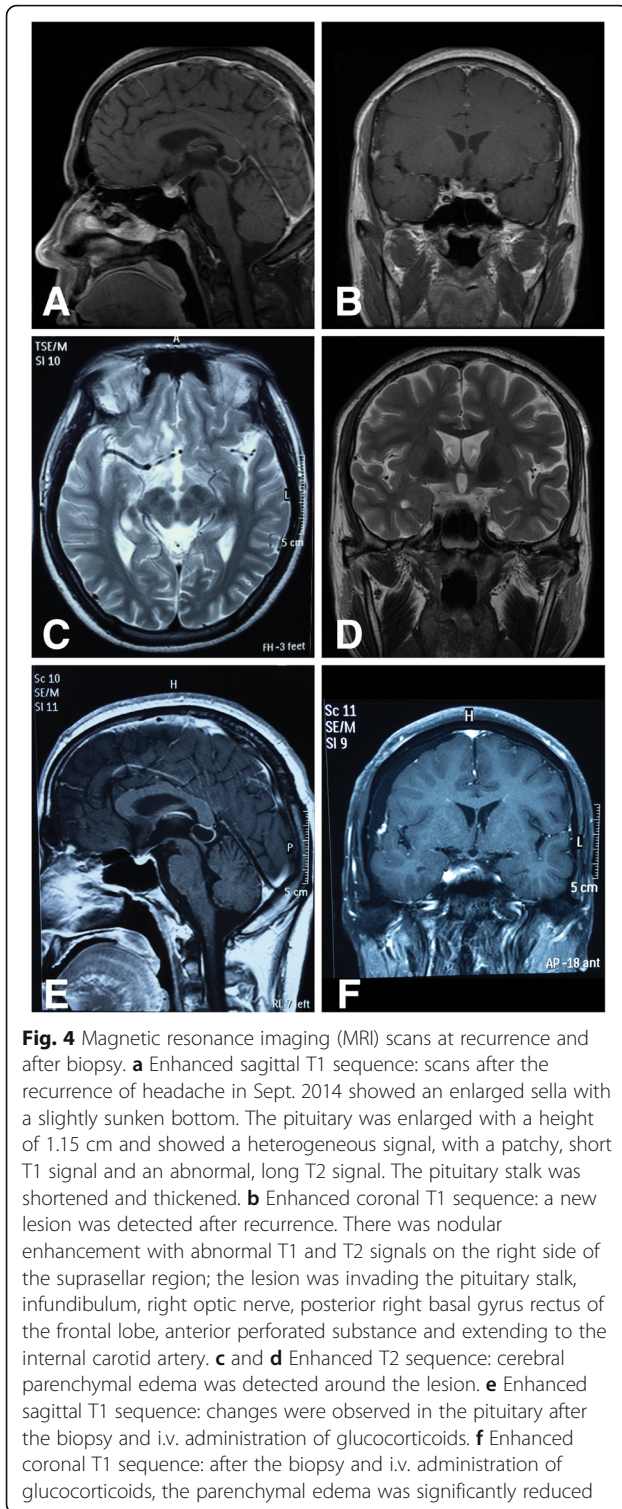 A
B
TSE/M
SI 10
A
L
5 cm
C
FH -3 feet
D
Sc 10
SE/M
SI 11
H
P
5 cm
E
RL 7 left
Sc 11
SE/M
SI 9
H
L
5 cm
AP -18 ant
F
Fig. 4 Magnetic resonance imaging (MRI) scans at recurrence and
after biopsy. a Enhanced sagittal T1 sequence: scans after the
recurrence of headache in Sept. 2014 showed an enlarged sella with
a slightly sunken bottom. The pituitary was enlarged with a height
of 1.15 cm and showed a heterogeneous signal, with a patchy, short
T1 signal and an abnormal, long T2 signal. The pituitary stalk was
shortened and thickened. b Enhanced coronal T1 sequence: a new
lesion was detected after recurrence. There was nodular
enhancement with abnormal T1 and T2 signals on the right side of
the suprasellar region; the lesion was invading the pituitary stalk,
infundibulum, right optic nerve, posterior right basal gyrus rectus of
the frontal lobe, anterior perforated substance and extending to the
internal carotid artery. c and d Enhanced T2 sequence: cerebral
parenchymal edema was detected around the lesion. e Enhanced
sagittal T1 sequence: changes were observed in the pituitary after
the biopsy and i.v. administration of glucocorticoids. f Enhanced
coronal T1 sequence: after the biopsy and i.v. administration of
glucocorticoids, the parenchymal edema was significantly reduced